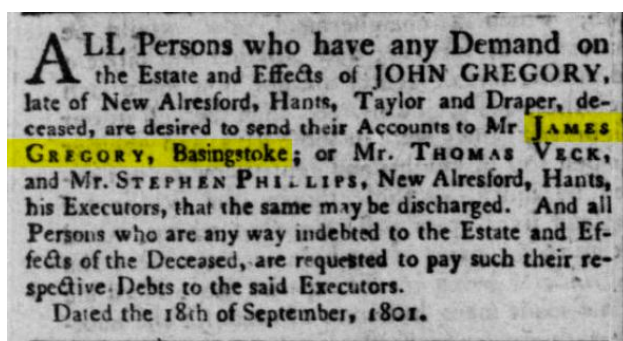 ALL Persons who have any Demand on
the Estate and Effects of JOHN GREGORY,
late of New Alresford, Hants, Taylor and Draper, de-
ceased, are desired to send their Accounts to Mr. JAMES
GREGORY, Basingstoke; or Mr. THOMAS VECK,
and Mr. STEPHEN PHILLIPS, New Alresford, Hants,
his Executors, that the same may be discharged. And all
Persons who are any way indebted to the Estate and Ef-
fects of the Deceased, are requested to pay such their re-
spective Debts to the said Executors.
Dated the 18th of September, 1801.